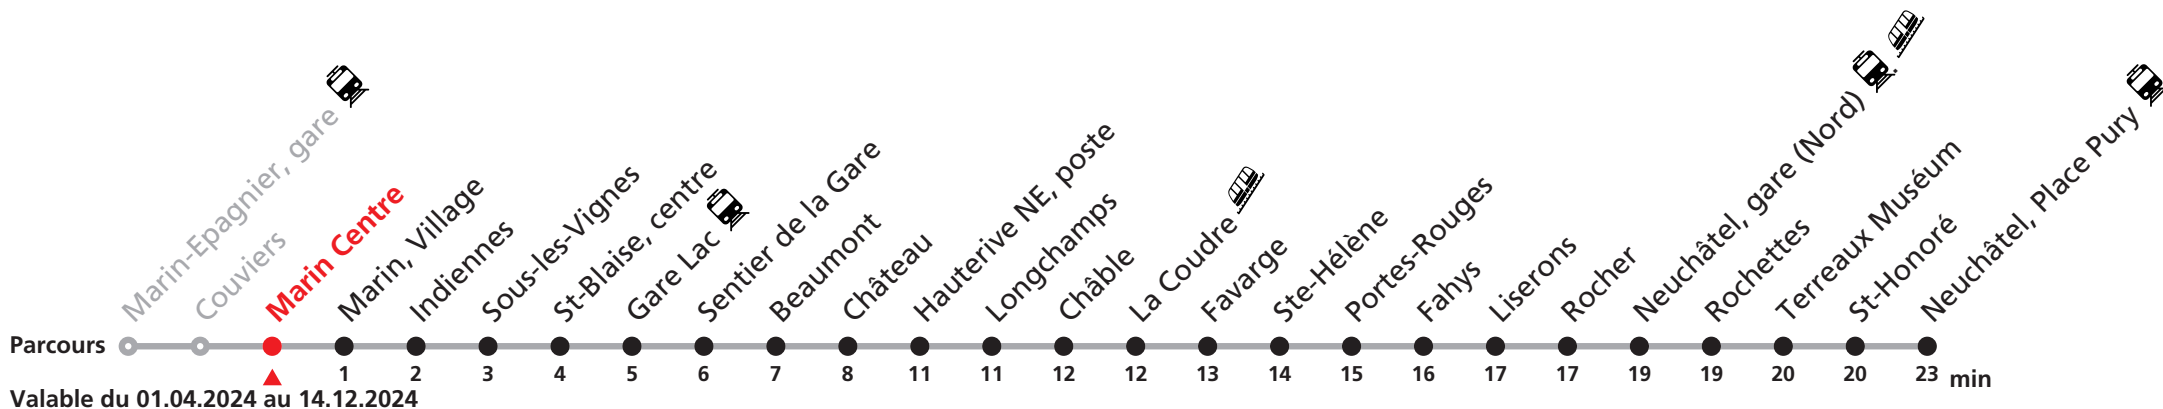 Marin-Epagnier, gare
Couviers
Marin Centre
Marin, Village
Indiennes
Sous-les-Vignes
St-Blaise, centre
Gare Lac
Sentier de la Gare
Beaumont
Château
Hauterive NE, poste
Longchamps
Châble
La Coudre
Favarge
Ste-Hélène
Portes-Rouges
Fahys
Liserons
Rocher
Neuchâtel, gare (Nord)
Rochettes
Terreaux Muséum
St-Honoré
Neuchâtel, Place Pury
Parcours
1 2 3 4 5 6 7 8 11 11 12 12 13 14 15 16 17 17 19 19 20 20 23 min
Valable du 01.04.2024 au 14.12.2024